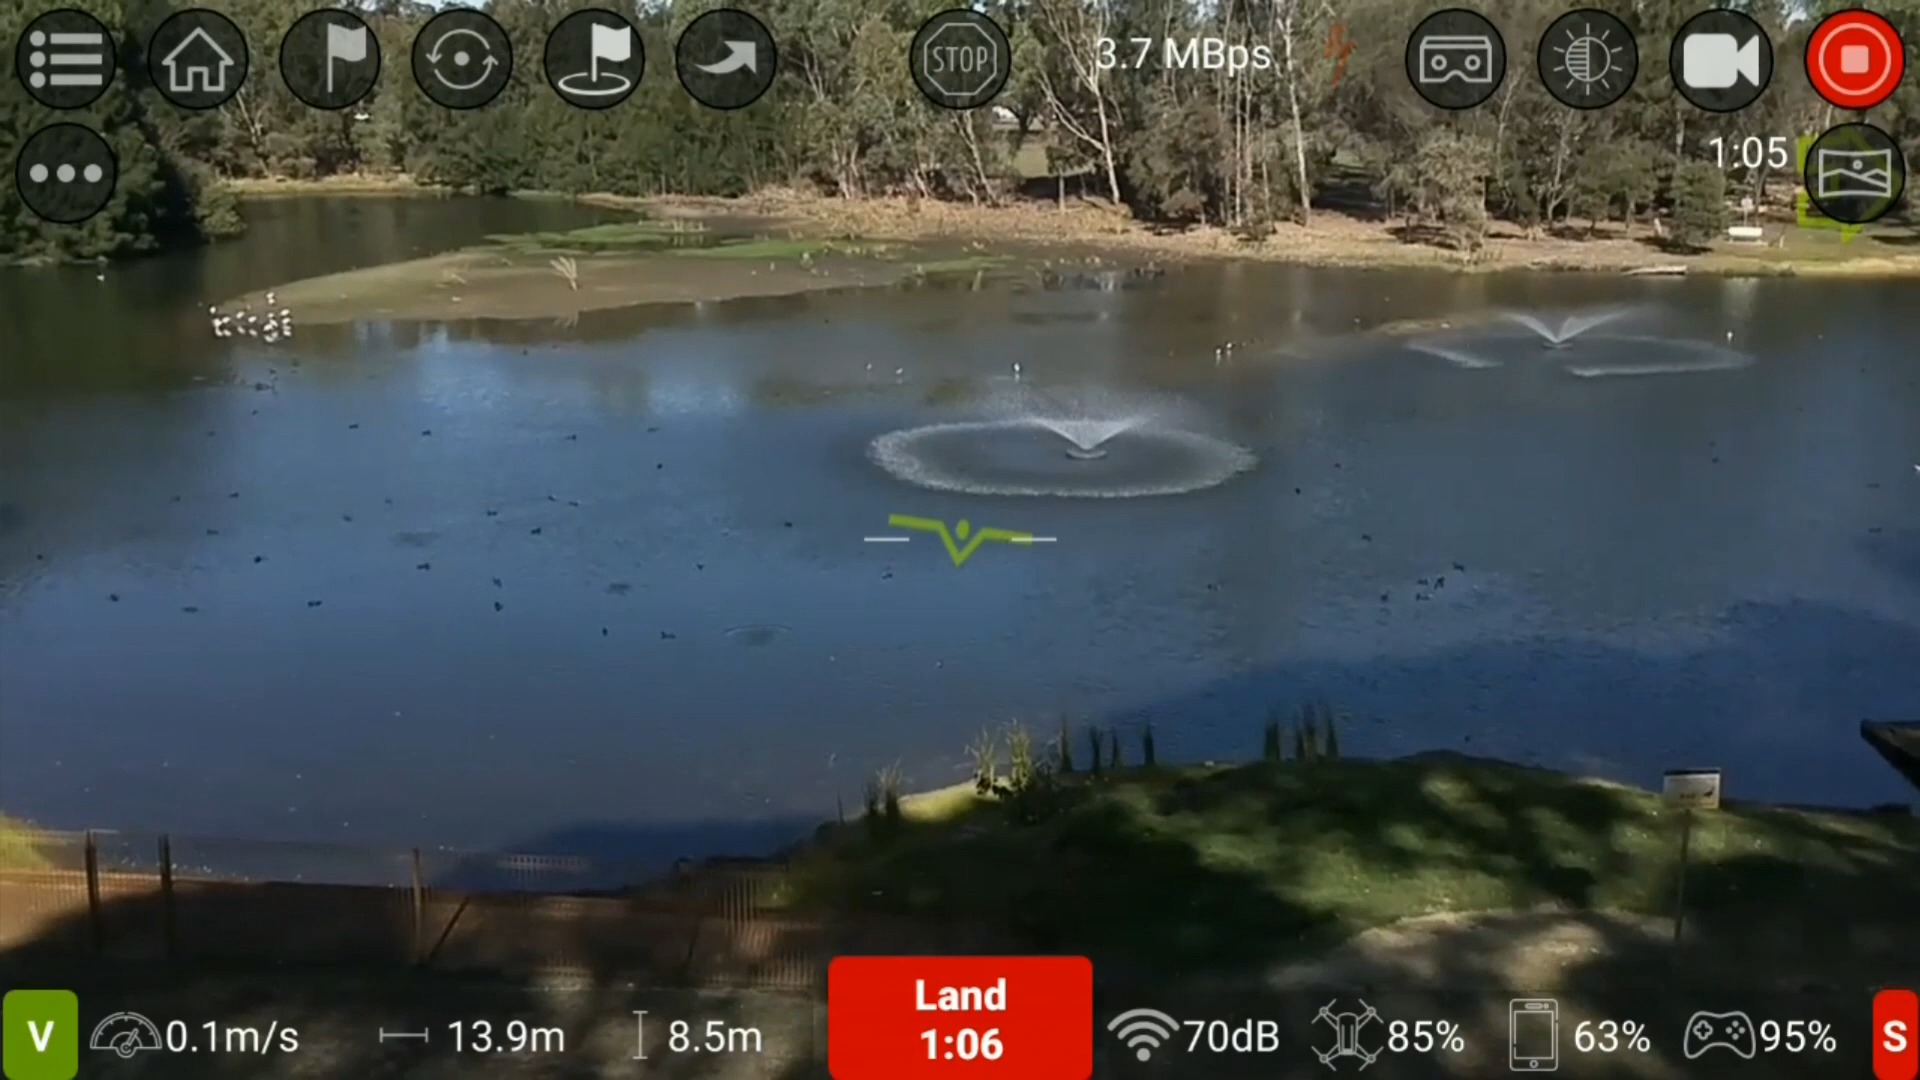 STOP
3.7 MBps
1:05
Land
1:06
V
0.1m/s
13.9m
8.5m
70dB
85%
63%
95%
S